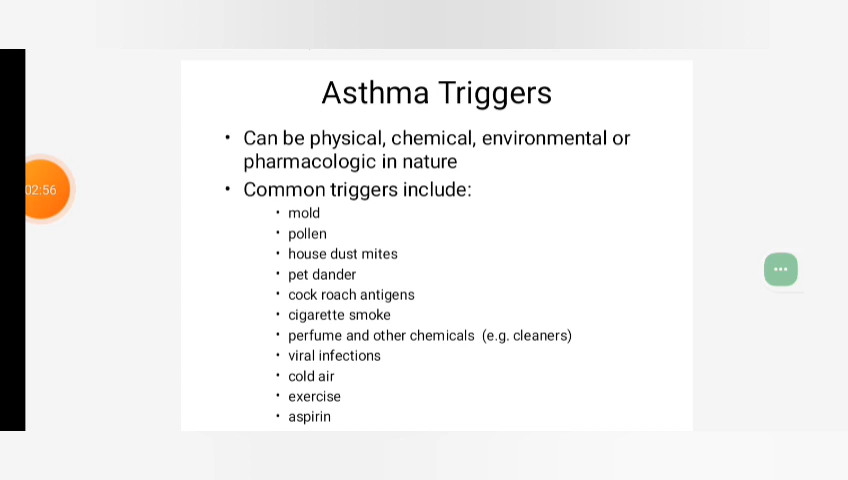 Asthma Triggers
• Can be physical, chemical, environmental or
pharmacologic in nature
• Common triggers include:
• mold
• pollen
• house dust mites
• pet dander
• cock roach antigens
• cigarette smoke
• perfume and other chemicals (e.g. cleaners)
• viral infections
• cold air
• exercise
• aspirin
02:56